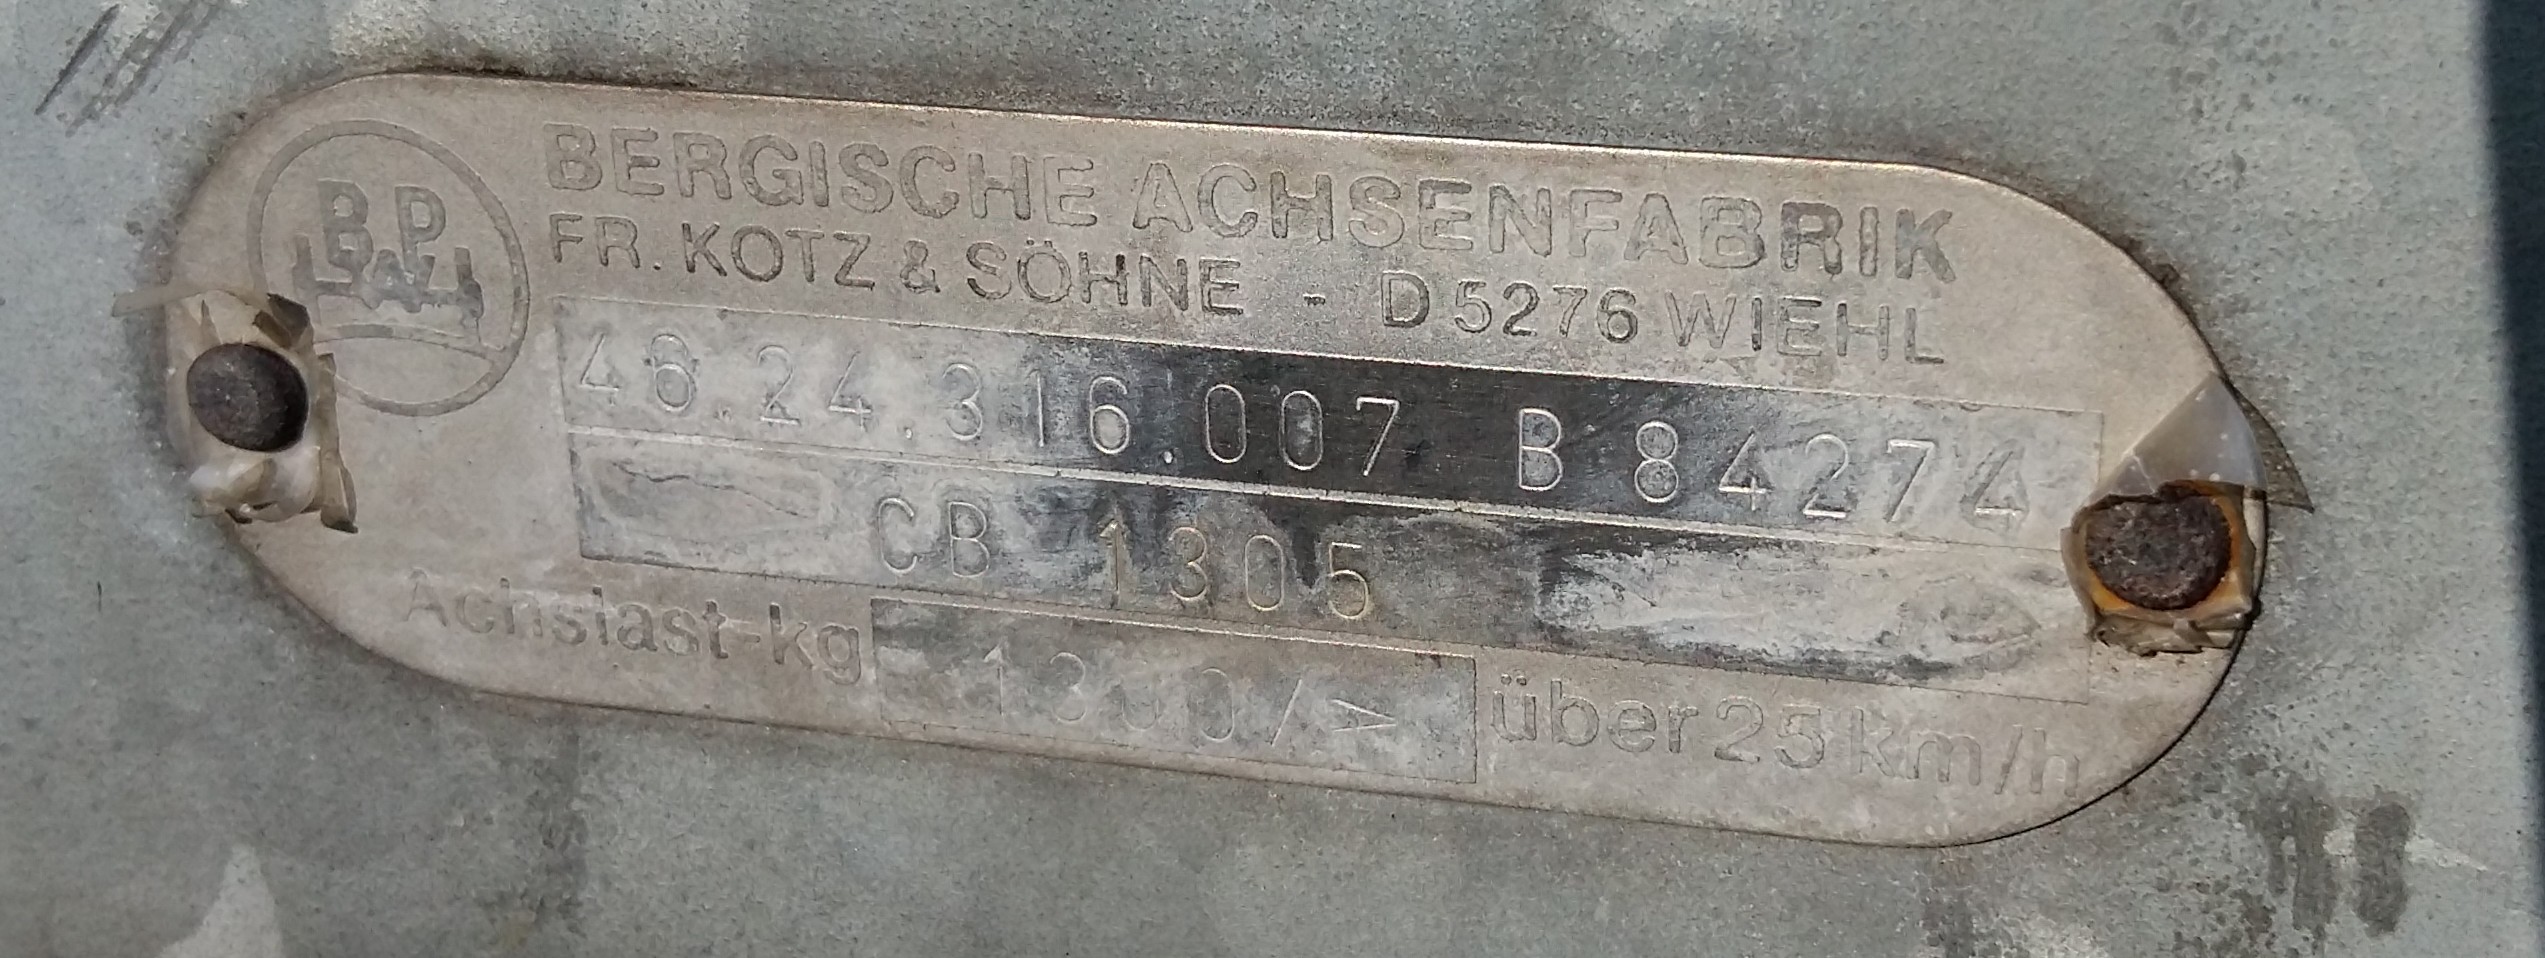 BPW
BERGISCHE ACHSENFABRIK
FR. KOTZ & SÖHNE - D 5276 WIEHL
46.24.316.007 B 84274
CB 1305
Achslast-kg 1300/> über 25 km/h